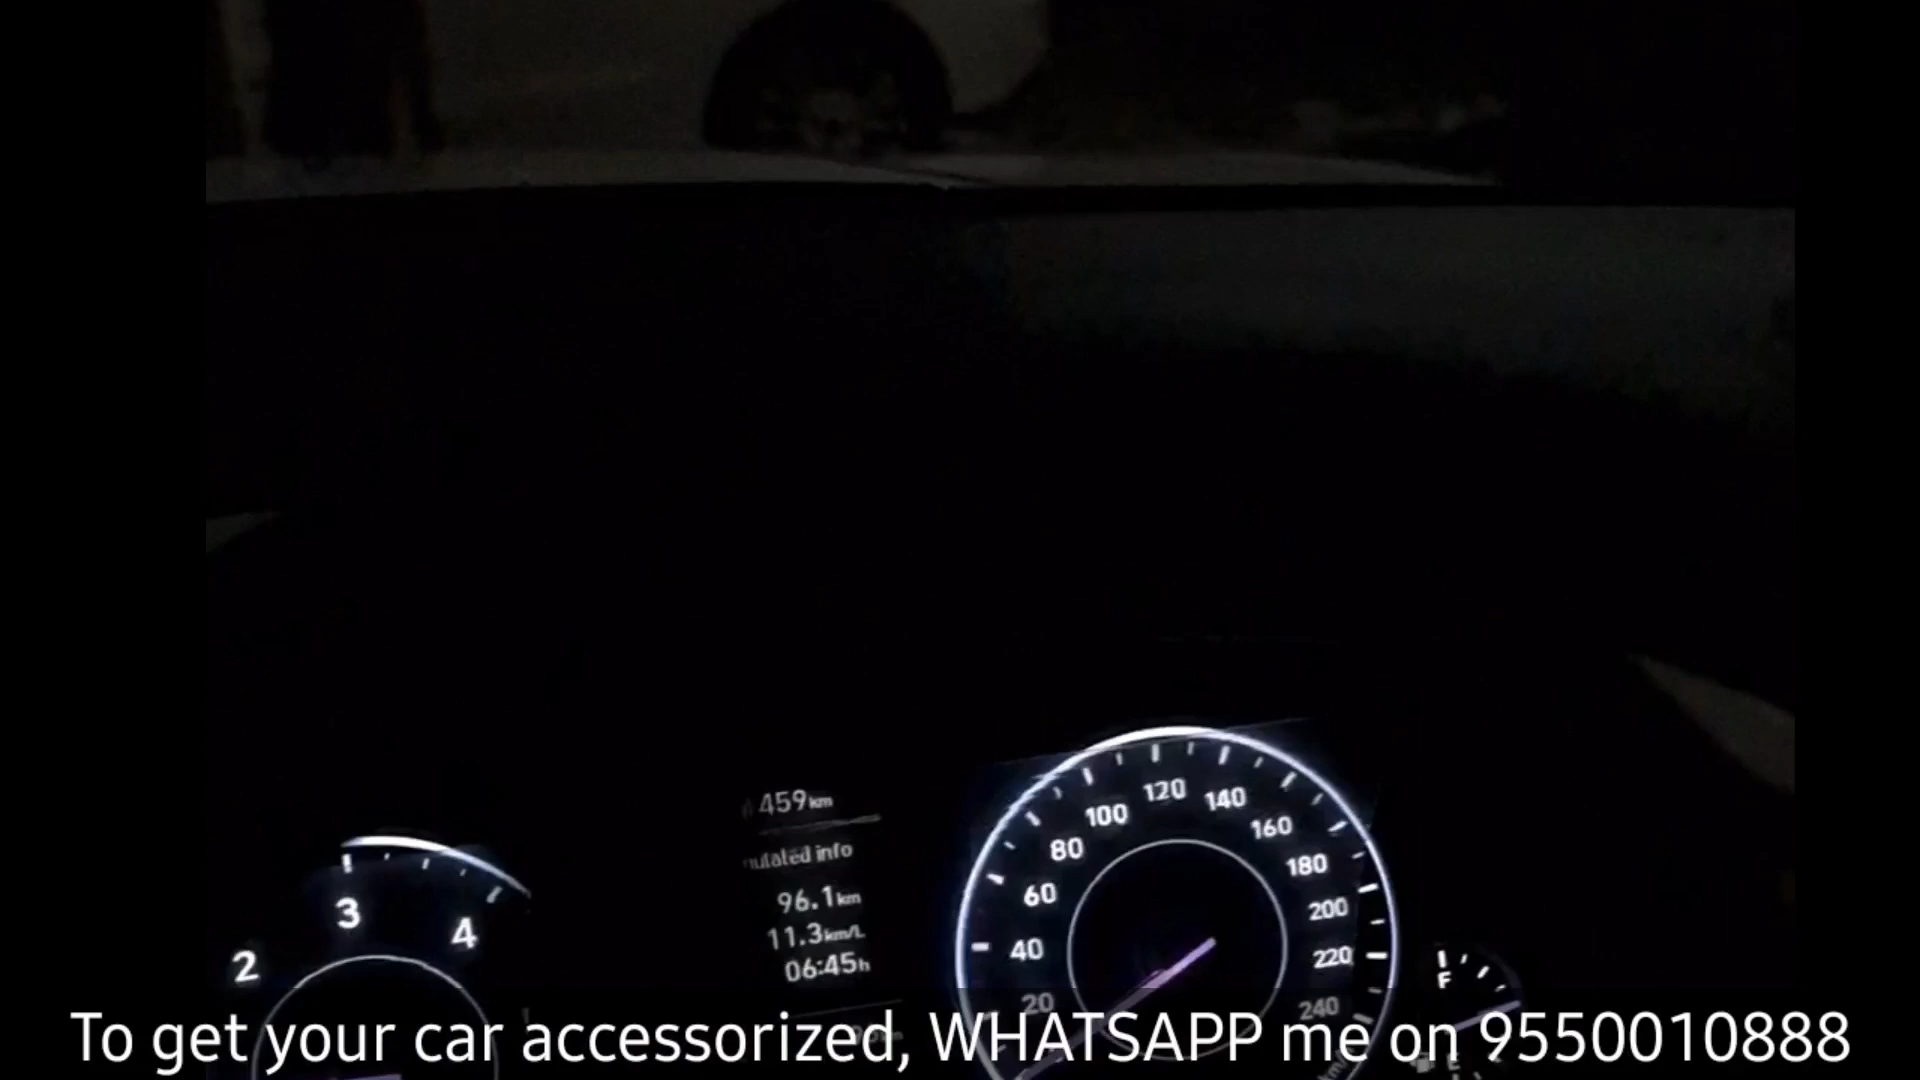 459km
info
96.1km
11.3km/L
06:45h
2
3
4
20
40
60
80
100
120
140
160
180
200
220
240
F
E
To get your car accessorized, WHATSAPP me on 9550010888